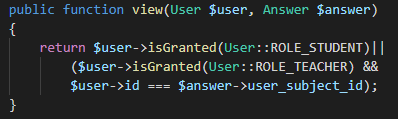 public function view(User $user, Answer $answer)
{
    return $user->isGranted(User::ROLE_STUDENT)||
        ($user->isGranted(User::ROLE_TEACHER) &&
        $user->id === $answer->user_subject_id);
}